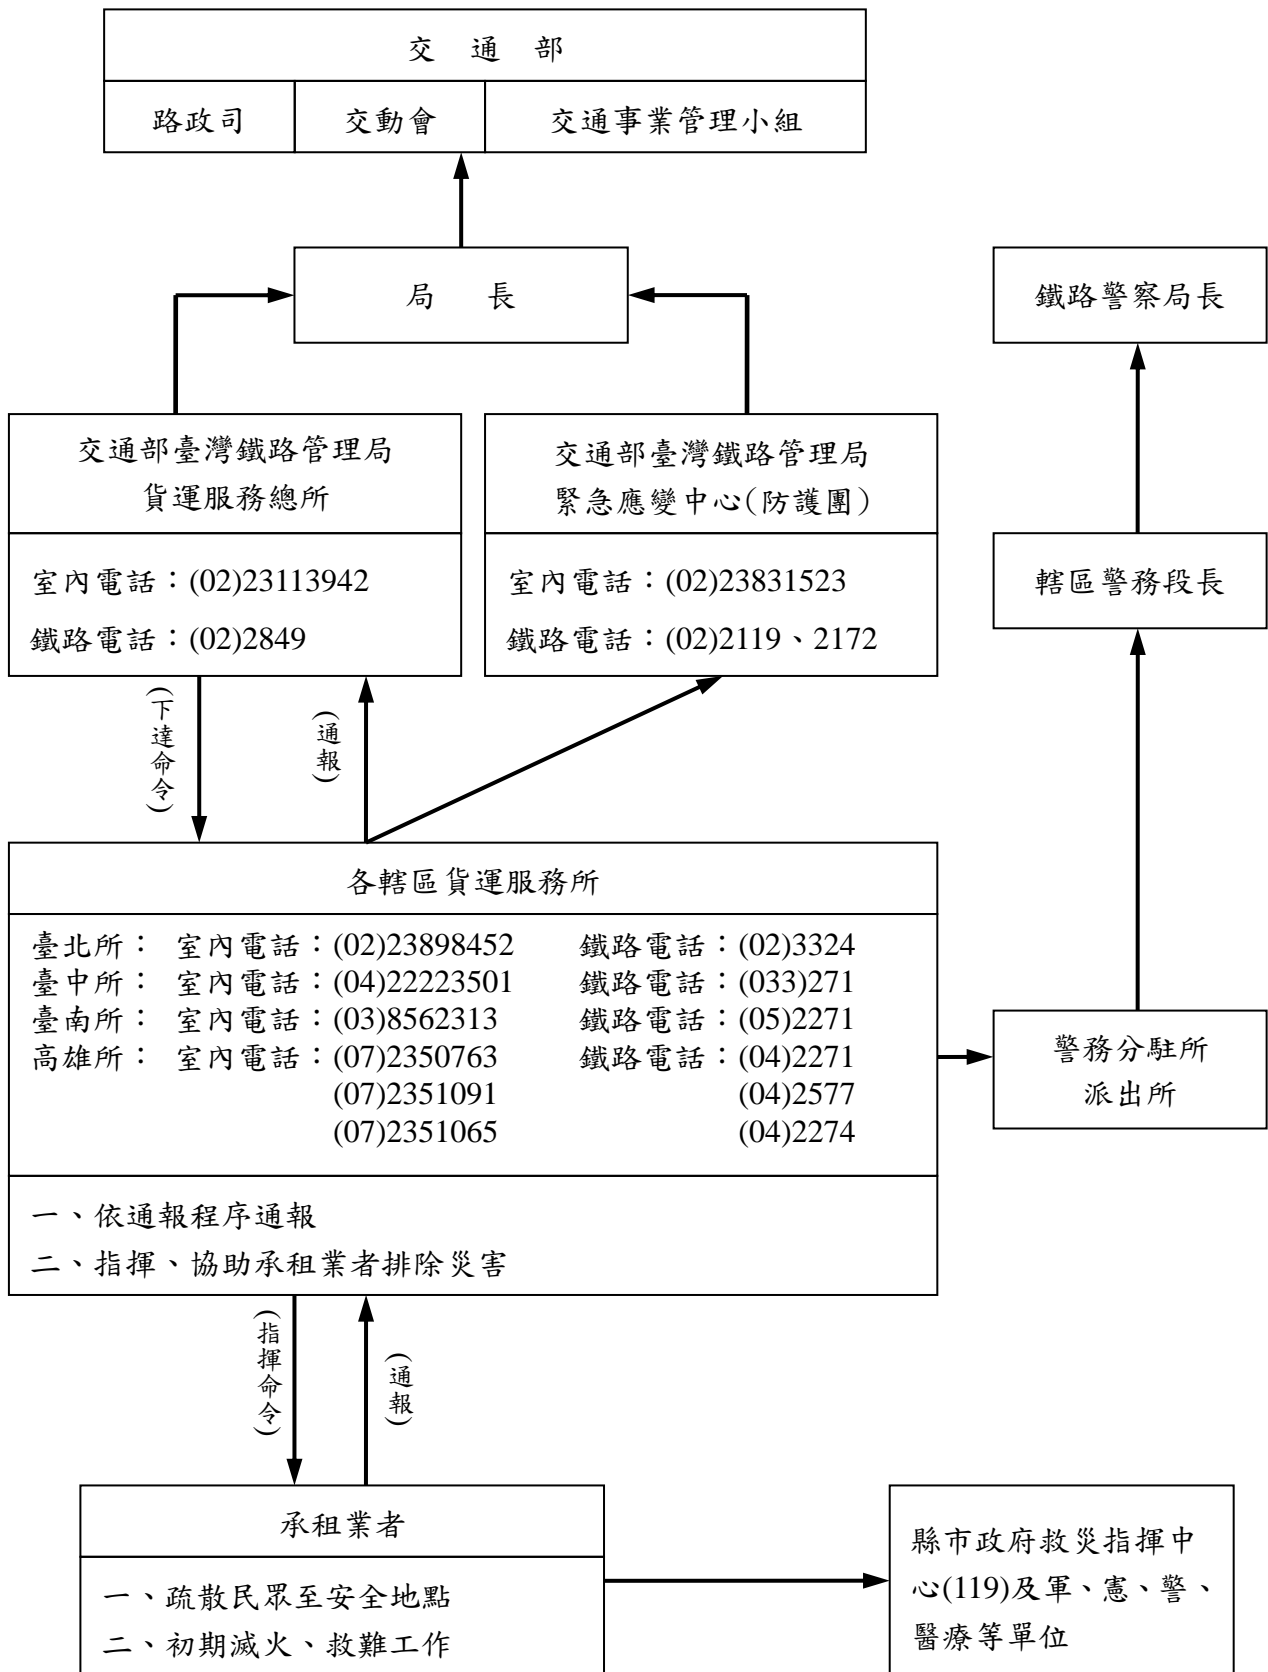 交通部
路政司 交動會 交通事業管理小組
局長
鐵路警察局長
交通部臺灣鐵路管理局
貨運服務總所
室內電話：(02)23113942
鐵路電話：(02)2849
交通部臺灣鐵路管理局
緊急應變中心(防護團)
室內電話：(02)23831523
鐵路電話：(02)2119、2172
轄區警務段長
(下達命令)
(通報)
各轄區貨運服務所
臺北所： 室內電話：(02)23898452 鐵路電話：(02)3324
臺中所： 室內電話：(04)22223501 鐵路電話：(033)271
臺南所： 室內電話：(03)8562313 鐵路電話：(05)2271
高雄所： 室內電話：(07)2350763 鐵路電話：(04)2271
(07)2351091 (04)2577
(07)2351065 (04)2274
一、依通報程序通報
二、指揮、協助承租業者排除災害
警務分駐所
派出所
(指揮命令)
(通報)
承租業者
一、疏散民眾至安全地點
二、初期滅火、救難工作
縣市政府救災指揮中
心(119)及軍、憲、警、
醫療等單位